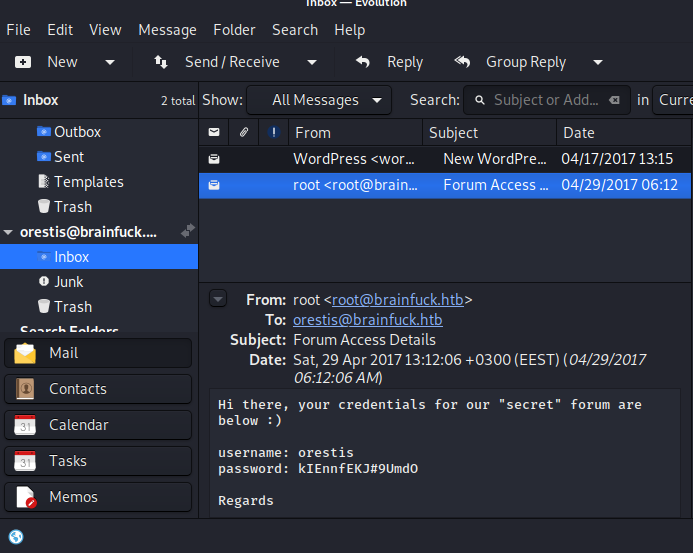 Inbox — Evolution
File Edit View Message Folder Search Help
New Send / Receive Reply Group Reply
Inbox 2 total
Show: All Messages Search: Subject or Add... in Curre
Outbox
Sent
Templates
Trash
orestis@brainfuck....
Inbox
Junk
Trash
Search Folders
From Subject Date
WordPress <wor... New WordPre... 04/17/2017 13:15
root <root@brain... Forum Access ... 04/29/2017 06:12
From: root <root@brainfuck.htb>
To: orestis@brainfuck.htb
Subject: Forum Access Details
Date: Sat, 29 Apr 2017 13:12:06 +0300 (EEST) (04/29/2017
06:12:06 AM)
Hi there, your credentials for our "secret" forum are
below :)
username: orestis
password: kIEnnfEKJ#9UmdO
Regards
Mail
Contacts
31 Calendar
31 Tasks
Memos